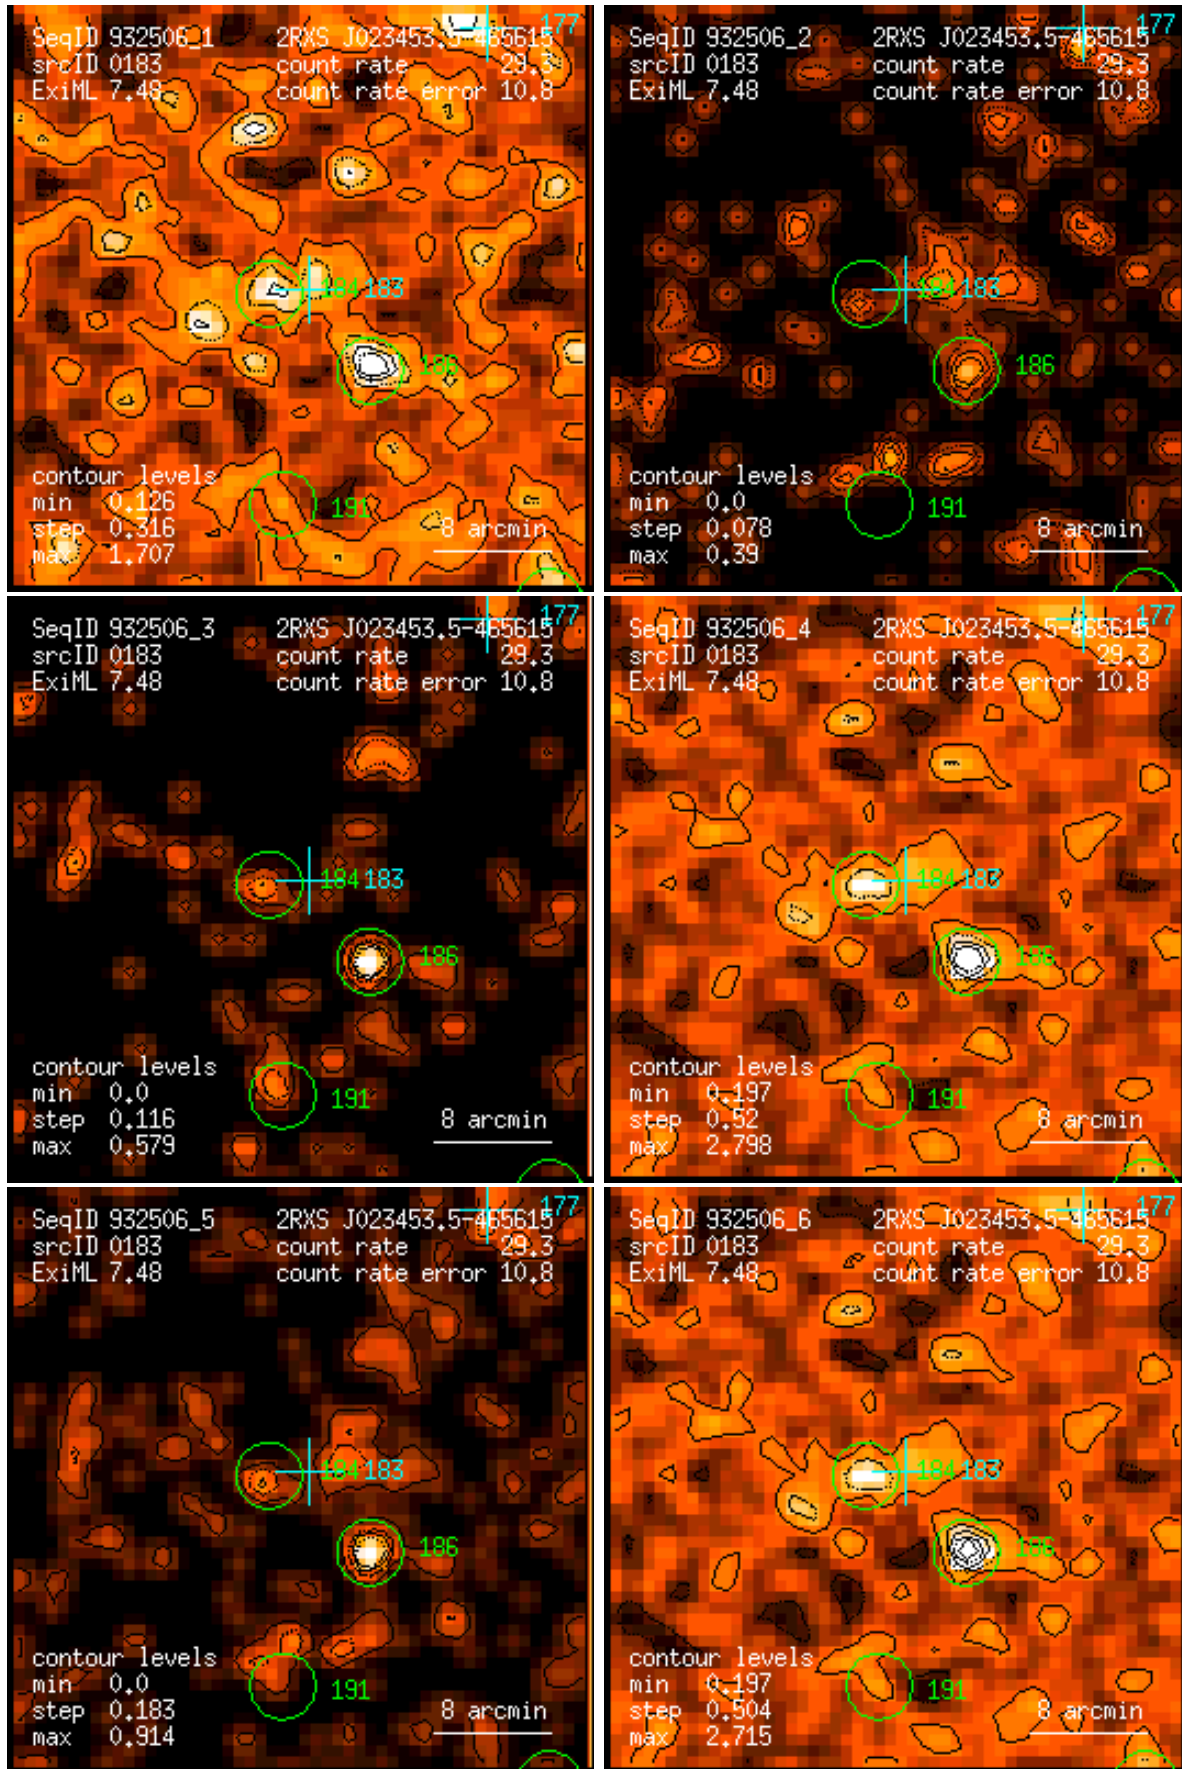 177
SeqID 932506_1 2RXS J023453.5-465615
srcID 0183 count rate 29.3
ExiML 7.48 count rate error 10.8
184 183
186
contour levels
min 0.126
191
step 0.316
8 arcmin
max 1.707
177
SeqID 932506_2 2RXS J023453.5-465615
srcID 0183 count rate 29.3
ExiML 7.48 count rate error 10.8
184 183
186
contour levels
min 0.0
191
step 0.078
8 arcmin
max 0.39
177
SeqID 932506_3 2RXS J023453.5-465615
srcID 0183 count rate 29.3
ExiML 7.48 count rate error 10.8
184 183
186
contour levels
min 0.0
191
step 0.116
8 arcmin
max 0.579
177
SeqID 932506_4 2RXS J023453.5-465615
srcID 0183 count rate 29.3
ExiML 7.48 count rate error 10.8
184 183
186
contour levels
min 0.197
191
step 0.52
8 arcmin
max 2.798
177
SeqID 932506_5 2RXS J023453.5-465615
srcID 0183 count rate 29.3
ExiML 7.48 count rate error 10.8
184 183
186
contour levels
min 0.0
191
step 0.183
8 arcmin
max 0.914
177
SeqID 932506_6 2RXS J023453.5-465615
srcID 0183 count rate 29.3
ExiML 7.48 count rate error 10.8
184 183
186
contour levels
min 0.197
191
step 0.504
8 arcmin
max 2.715